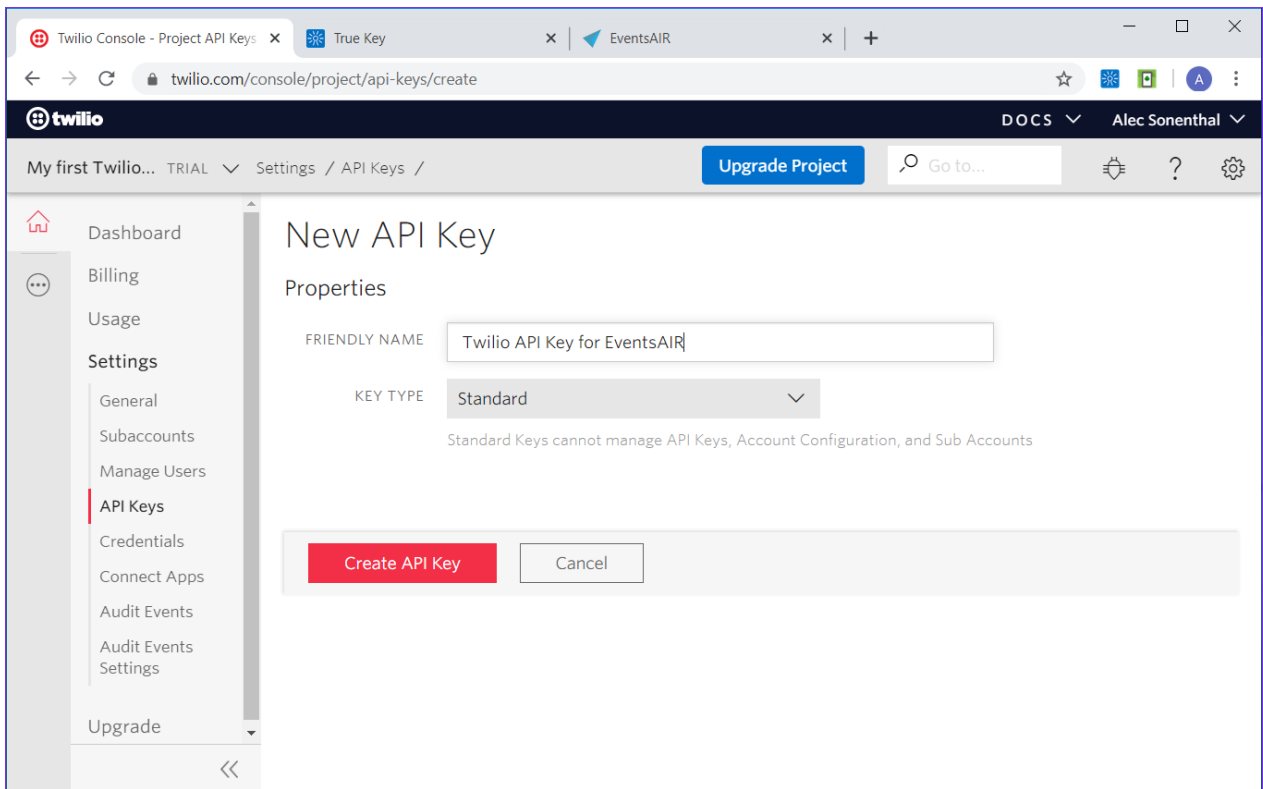 Twilio Console - Project API Keys
True Key
EventsAIR
twilio.com/console/project/api-keys/create
A
twilio
DOCS
Alec Sonenthal
My first Twilio... TRIAL
Settings / API Keys /
Upgrade Project
Go to...
Dashboard
Billing
Usage
Settings
General
Subaccounts
Manage Users
API Keys
Credentials
Connect Apps
Audit Events
Audit Events
Settings
Upgrade
New API Key
Properties
FRIENDLY NAME
Twilio API Key for EventsAIR
KEY TYPE
Standard
Standard Keys cannot manage API Keys, Account Configuration, and Sub Accounts
Create API Key
Cancel